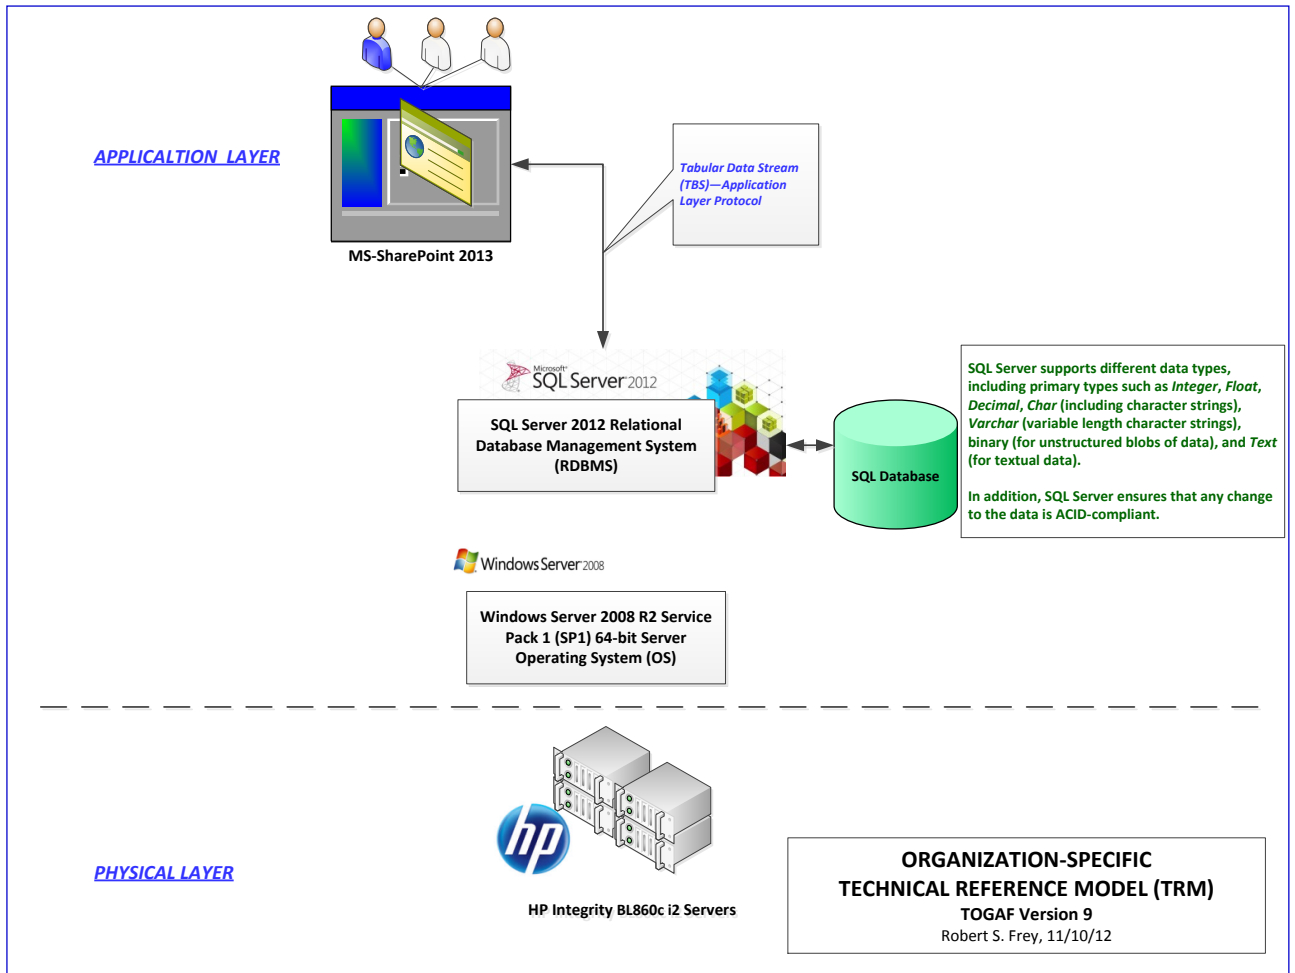 APPLICALTION  LAYER
MS-SharePoint 2013
Tabular Data Stream
(TBS)—Application
Layer Protocol
Microsoft®
SQL Server® 2012
SQL Server 2012 Relational
Database Management System
(RDBMS)
SQL Database
SQL Server supports different data types,
including primary types such as Integer, Float,
Decimal, Char (including character strings),
Varchar (variable length character strings),
binary (for unstructured blobs of data), and Text
(for textual data).
In addition, SQL Server ensures that any change
to the data is ACID-compliant.
Windows Server® 2008
Windows Server 2008 R2 Service
Pack 1 (SP1) 64-bit Server
Operating System (OS)
PHYSICAL LAYER
hp
HP Integrity BL860c i2 Servers
ORGANIZATION-SPECIFIC
TECHNICAL REFERENCE MODEL (TRM)
TOGAF Version 9
Robert S. Frey, 11/10/12